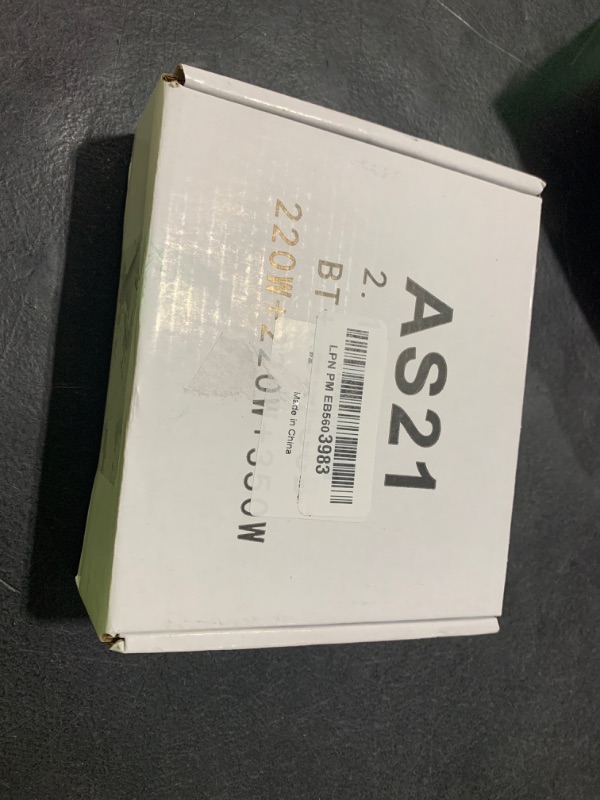 AS21
2.
BT
220W+220W+350W
LPN PM EB5603983
Made in China